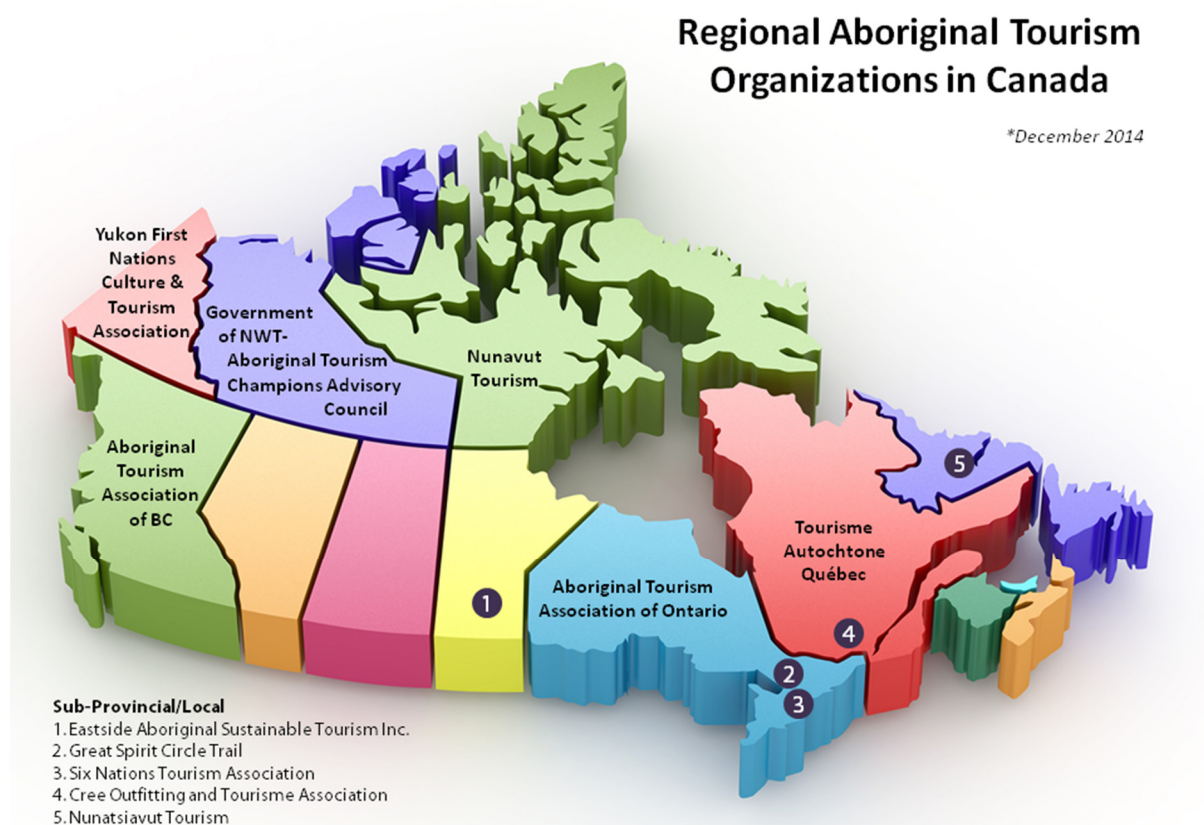 Regional Aboriginal Tourism
Organizations in Canada
*December 2014
Yukon First
Nations
Culture &
Tourism
Association
Government
of NWT-
Aboriginal Tourism
Champions Advisory
Council
Nunavut
Tourism
Aboriginal
Tourism
Association
of BC
5
Tourisme
Autochtone
Québec
Aboriginal Tourism
Association of Ontario
1
4
2
3
Sub-Provincial/Local
1. Eastside Aboriginal Sustainable Tourism Inc.
2. Great Spirit Circle Trail
3. Six Nations Tourism Association
4. Cree Outfitting and Tourisme Association
5. Nunatsiavut Tourism